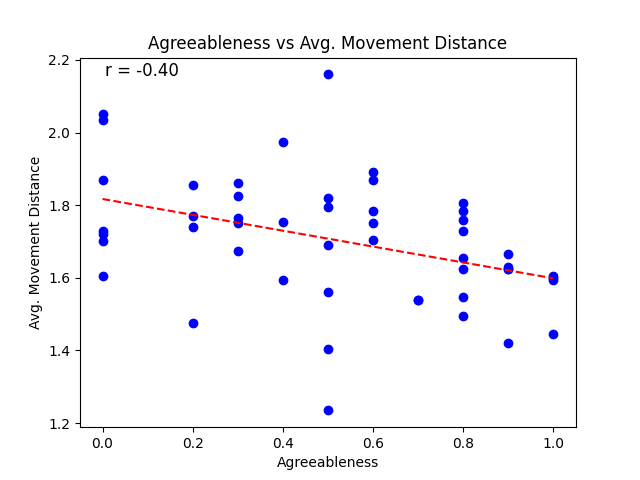 Agreeableness vs Avg. Movement Distance
r = -0.40
2.2
2.0
1.8
1.6
1.4
1.2
Avg. Movement Distance
0.0 0.2 0.4 0.6 0.8 1.0
Agreeableness